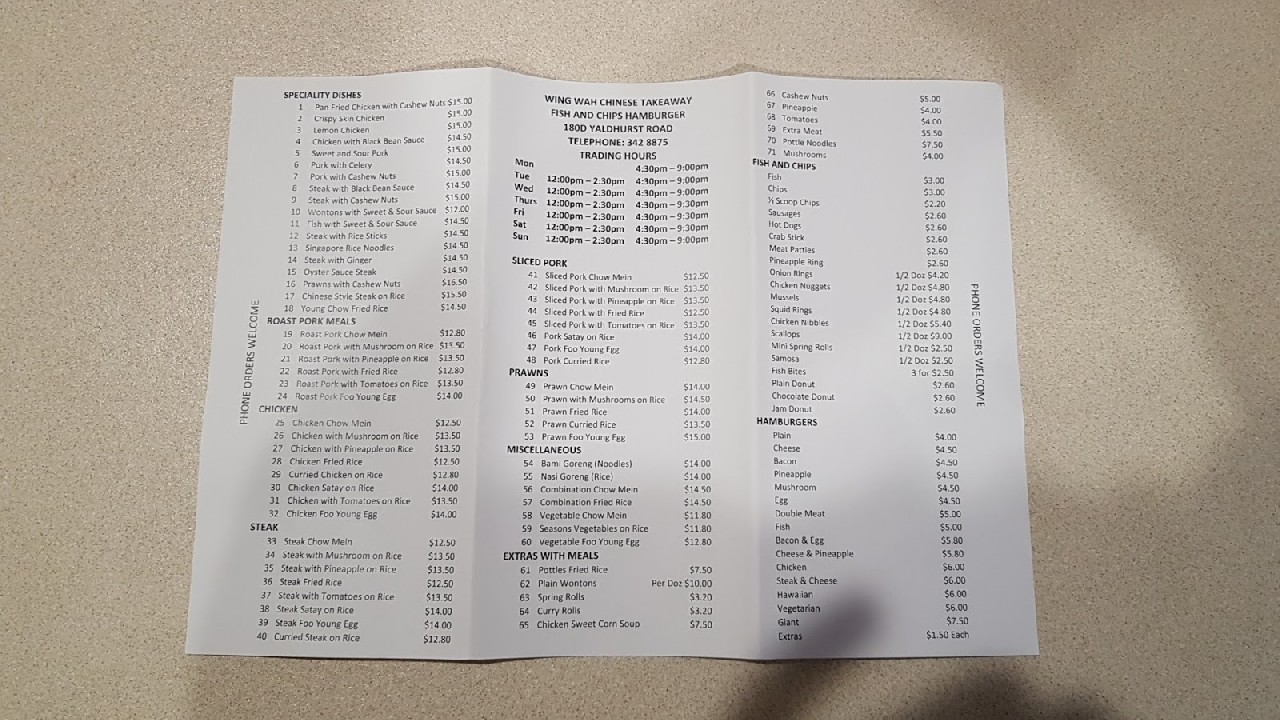 SPECIALITY DISHES
1 Pan Fried Chicken with Cashew Nuts $15.00
2 Crispy Skin Chicken $15.00
3 Lemon Chicken $15.00
4 Chicken with Black Bean Sauce $14.50
5 Sweet and Sour Pork $15.00
6 Pork with Celery $14.50
7 Pork with Cashew Nuts $15.00
8 Steak with Black Bean Sauce $14.50
9 Steak with Cashew Nuts $15.00
10 Wontons with Sweet & Sour Sauce $12.00
11 Fish with Sweet & Sour Sauce $14.50
12 Steak with Rice Sticks $14.50
13 Singapore Rice Noodles $14.50
14 Steak with Ginger $14.50
15 Oyster Sauce Steak $14.50
16 Prawns with Cashew Nuts $16.50
17 Chinese Style Steak on Rice $15.50
18 Young Chow Fried Rice $14.50
ROAST PORK MEALS
19 Roast Pork Chow Mein $12.80
20 Roast Pork with Mushroom on Rice $13.50
21 Roast Pork with Pineapple on Rice $13.50
22 Roast Pork with Fried Rice $12.80
23 Roast Pork with Tomatoes on Rice $13.50
24 Roast Pork Foo Young Egg $14.00
CHICKEN
25 Chicken Chow Mein $12.50
26 Chicken with Mushroom on Rice $13.50
27 Chicken with Pineapple on Rice $13.50
28 Chicken Fried Rice $12.50
29 Curried Chicken on Rice $12.80
30 Chicken Satay on Rice $14.00
31 Chicken with Tomatoes on Rice $13.50
32 Chicken Foo Young Egg $14.00
STEAK
33 Steak Chow Mein $12.50
34 Steak with Mushroom on Rice $13.50
35 Steak with Pineapple on Rice $13.50
36 Steak Fried Rice $12.50
37 Steak with Tomatoes on Rice $13.50
38 Steak Satay on Rice $14.00
39 Steak Foo Young Egg $14.00
40 Curried Steak on Rice $12.80
PHONE ORDERS WELCOME
WING WAH CHINESE TAKEAWAY
FISH AND CHIPS HAMBURGER
180D YALDHURST ROAD
TELEPHONE: 342 8875
TRADING HOURS
Mon 4:30pm – 9:00pm
Tue 12:00pm – 2:30pm 4:30pm – 9:00pm
Wed 12:00pm – 2:30pm 4:30pm – 9:00pm
Thurs 12:00pm – 2:30pm 4:30pm – 9:30pm
Fri 12:00pm – 2:30pm 4:30pm – 9:30pm
Sat 12:00pm – 2:30pm 4:30pm – 9:30pm
Sun 12:00pm – 2:30pm 4:30pm – 9:00pm
SLICED PORK
41 Sliced Pork Chow Mein $12.50
42 Sliced Pork with Mushroom on Rice $13.50
43 Sliced Pork with Pineapple on Rice $13.50
44 Sliced Pork with Fried Rice $12.50
45 Sliced Pork with Tomatoes on Rice $13.50
46 Pork Satay on Rice $14.00
47 Pork Foo Young Egg $14.00
48 Pork Curried Rice $12.80
PRAWNS
49 Prawn Chow Mein $14.00
50 Prawn with Mushrooms on Rice $14.50
51 Prawn Fried Rice $14.00
52 Prawn Curried Rice $13.50
53 Prawn Foo Young Egg $15.00
MISCELLANEOUS
54 Bami Goreng (Noodles) $14.00
55 Nasi Goreng (Rice) $14.00
56 Combination Chow Mein $14.50
57 Combination Fried Rice $14.50
58 Vegetable Chow Mein $11.80
59 Seasons Vegetables on Rice $11.80
60 vegetable Foo Young Egg $12.80
EXTRAS WITH MEALS
61 Pottles Fried Rice $7.50
62 Plain Wontons Per Doz $10.00
63 Spring Rolls $3.20
64 Curry Rolls $3.20
65 Chicken Sweet Corn Soup $7.50
66 Cashew Nuts $5.00
67 Pineapple $4.00
68 Tomatoes $4.00
69 Extra Meat $5.50
70 Pottle Noodles $7.50
71 Mushrooms $4.00
FISH AND CHIPS
Fish $3.00
Chips $3.00
½ Scoop Chips $2.20
Sausages $2.60
Hot Dogs $2.60
Crab Stick $2.60
Meat Patties $2.60
Pineapple Ring $2.60
Onion Rings 1/2 Doz $4.20
Chicken Nuggets 1/2 Doz $4.80
Mussels 1/2 Doz $4.80
Squid Rings 1/2 Doz $4.80
Chicken Nibbles 1/2 Doz $5.40
Scallops 1/2 Doz $9.00
Mini Spring Rolls 1/2 Doz $2.50
Samosa 1/2 Doz $2.50
Fish Bites 3 for $2.50
Plain Donut $2.60
Chocolate Donut $2.60
Jam Donut $2.60
HAMBURGERS
Plain $4.00
Cheese $4.50
Bacon $4.50
Pineapple $4.50
Mushroom $4.50
Egg $4.50
Double Meat $5.00
Fish $5.00
Bacon & Egg $5.80
Cheese & Pineapple $5.80
Chicken $6.00
Steak & Cheese $6.00
Hawaiian $6.00
Vegetarian $6.00
Giant $7.50
Extras $1.50 Each
PHONE ORDERS WELCOME